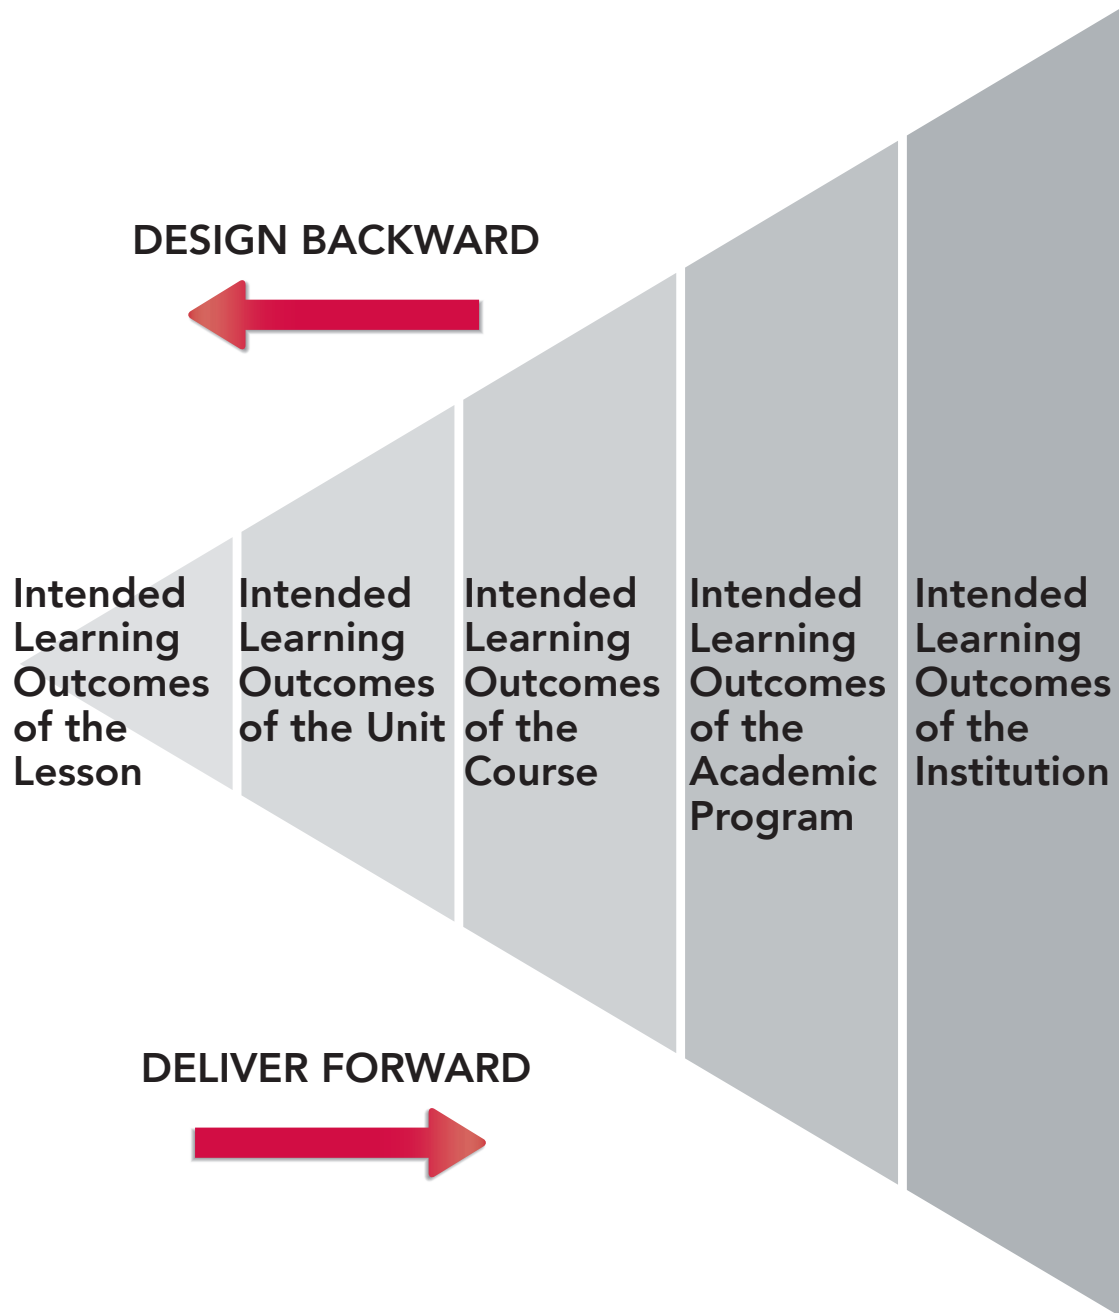 DESIGN BACKWARD
Intended
Learning
Outcomes
of the
Lesson
Intended
Learning
Outcomes
of the Unit
Intended
Learning
Outcomes
of the
Course
Intended
Learning
Outcomes
of the
Academic
Program
Intended
Learning
Outcomes
of the
Institution
DELIVER FORWARD